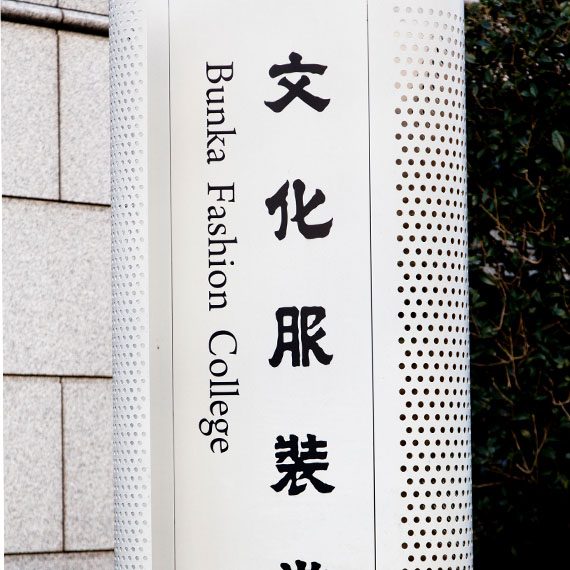 文化服装
Bunka Fashion College